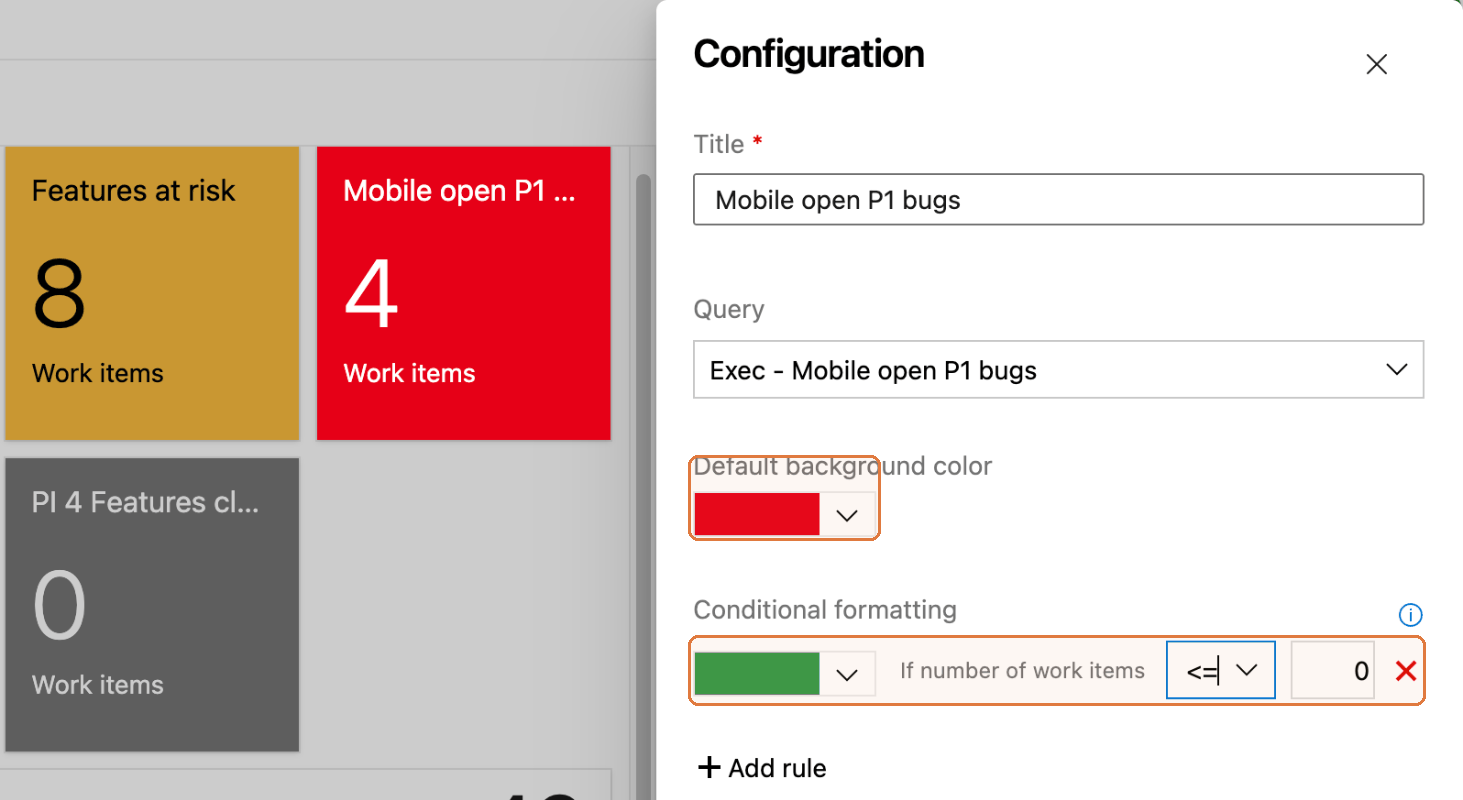 Features at risk
8
Work items
Mobile open P1 ...
4
Work items
PI 4 Features cl...
0
Work items
Configuration
Title *
Mobile open P1 bugs
Query
Exec - Mobile open P1 bugs
Default background color
Conditional formatting
If number of work items <= 0
+ Add rule